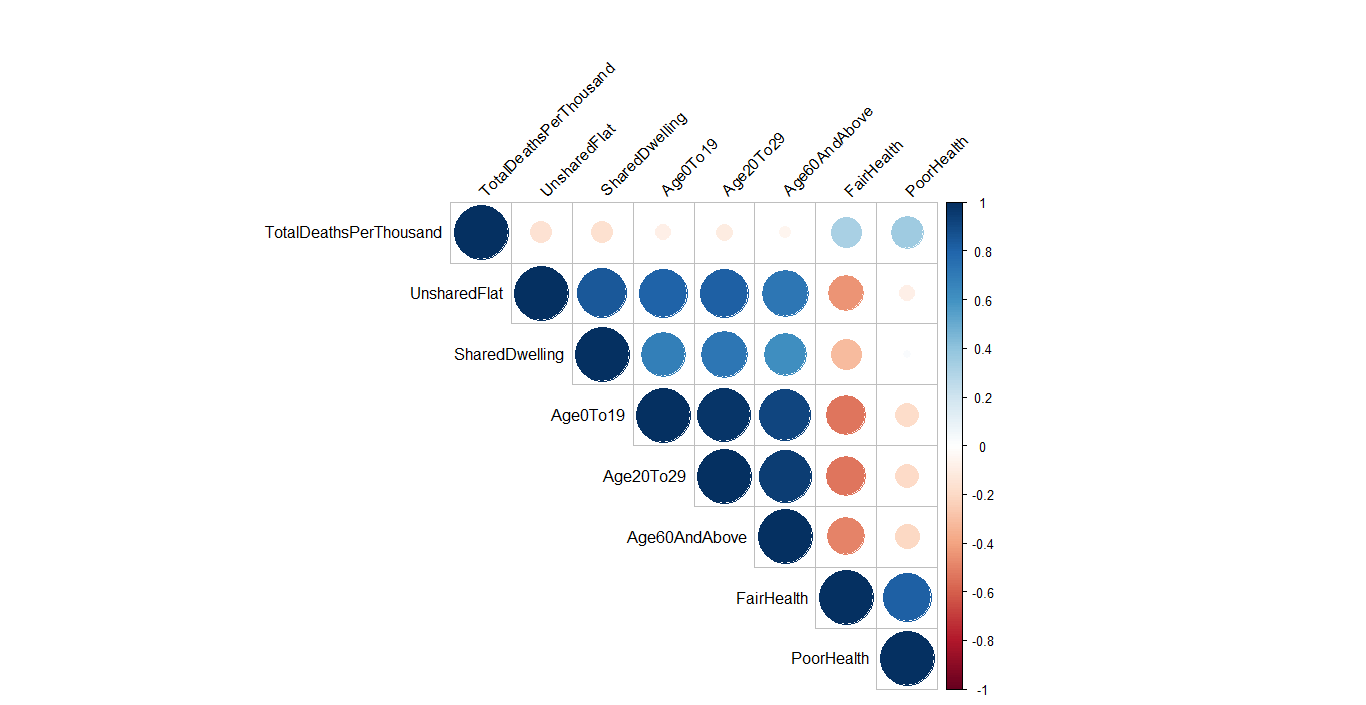 TotalDeathsPerThousand
UnsharedFlat
SharedDwelling
Age0To19
Age20To29
Age60AndAbove
FairHealth
PoorHealth
TotalDeathsPerThousand
UnsharedFlat
SharedDwelling
Age0To19
Age20To29
Age60AndAbove
FairHealth
PoorHealth
1
0.8
0.6
0.4
0.2
0
-0.2
-0.4
-0.6
-0.8
-1